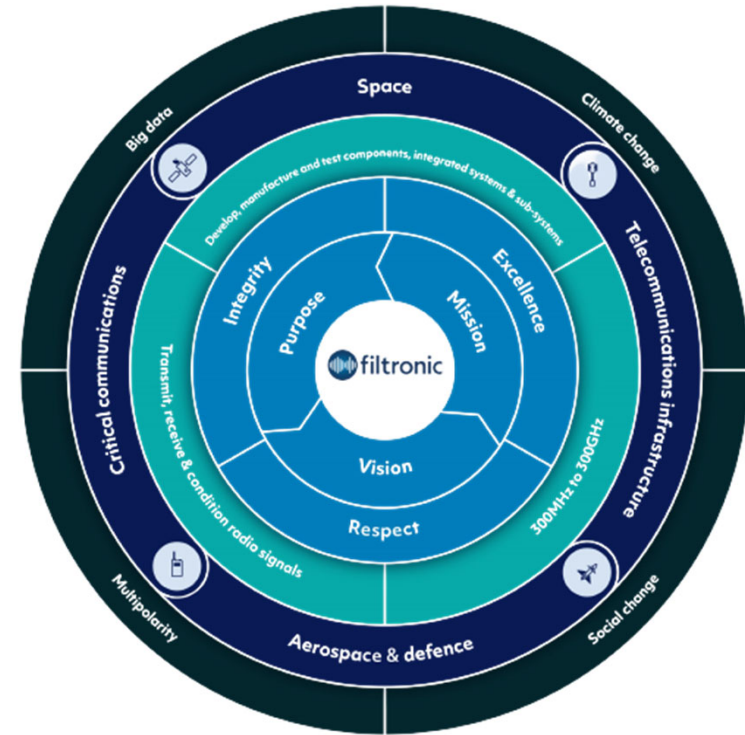 Big data
Space
Climate change
Develop, manufacture and test components, integrated systems & sub-systems
Integrity
Excellence
Purpose
Mission
filtronic
Critical communications
Telecommunications infrastructure
Transmit, receive & condition radio signals
300MHz to 300GHz
Vision
Respect
Multipolarity
Aerospace & defence
Social change